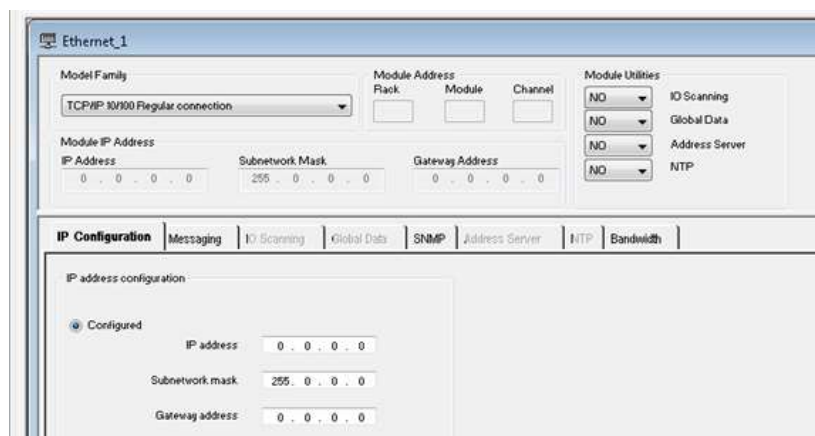 Ethernet_1
Model Family
TCP/IP 10/100 Regular connection
Module Address
Rack Module Channel
Module Utilities
NO IO Scanning
NO Global Data
NO Address Server
NO NTP
Module IP Address
IP Address Subnetwork Mask Gateway Address
0 . 0 . 0 . 0 255 . 0 . 0 . 0 0 . 0 . 0 . 0
IP Configuration Messaging IO Scanning Global Data SNMP Address Server NTP Bandwidth
IP address configuration
Configured
IP address 0 . 0 . 0 . 0
Subnetwork mask 255 . 0 . 0 . 0
Gateway address 0 . 0 . 0 . 0